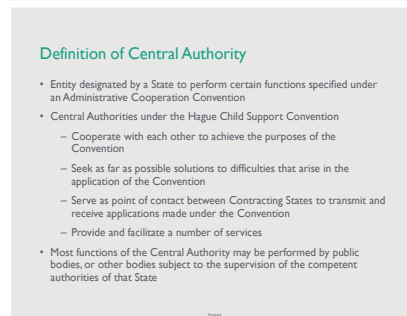 Definition of Central Authority
• Entity designated by a State to perform certain functions specified under
an Administrative Cooperation Convention
• Central Authorities under the Hague Child Support Convention
– Cooperate with each other to achieve the purposes of the
Convention
– Seek as far as possible solutions to difficulties that arise in the
application of the Convention
– Serve as point of contact between Contracting States to transmit and
receive applications made under the Convention
– Provide and facilitate a number of services
• Most functions of the Central Authority may be performed by public
bodies, or other bodies subject to the supervision of the competent
authorities of that State